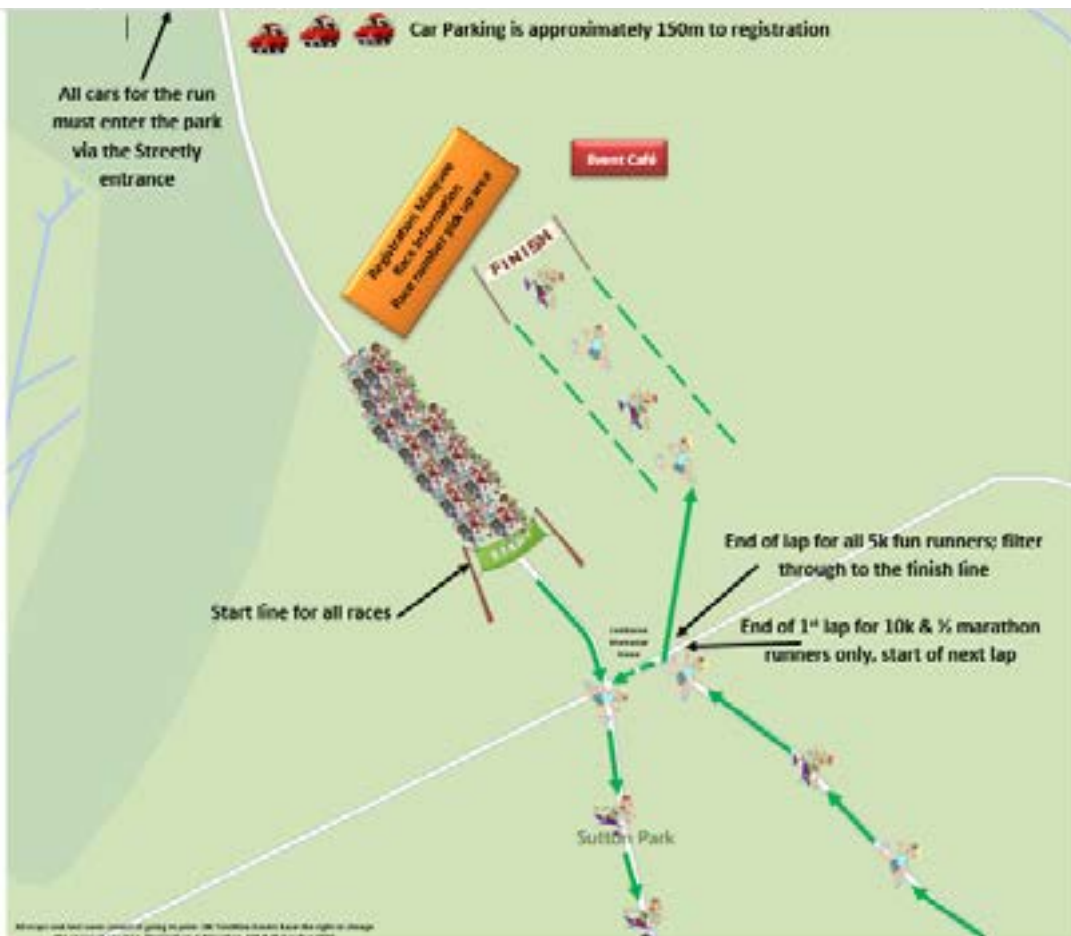 Car Parking is approximately 150m to registration
All cars for the run
must enter the park
via the Streetly
entrance
Event Café
Registration Marquee
Race Information
Race number pick up area
FINISH
START
End of lap for all 5k fun runners; filter
through to the finish line
Start line for all races
End of 1st lap for 10k & ½ marathon
runners only, start of next lap
Sutton Park